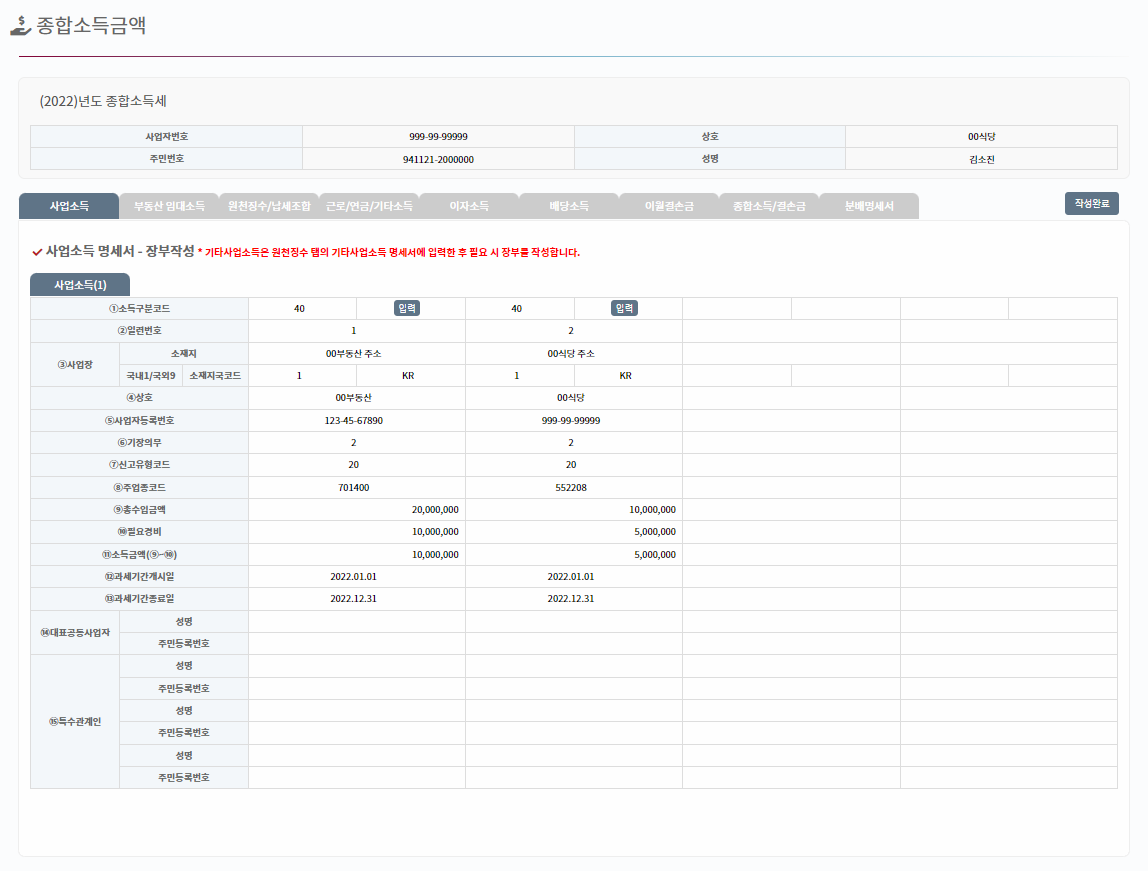 종합소득금액
(2022)년도 종합소득세
사업자번호 999-99-99999 상호 00식당
주민번호 941121-2000000 성명 김소진
사업소득 부동산 임대소득 원천징수/납세조합 근로/연금/기타소득 이자소득 배당소득 이월결손금 종합소득/결손금 분배명세서 작성완료
사업소득 명세서 - 장부작성 * 기타사업소득은 원천징수 탭의 기타사업소득 명세서에 입력한 후 필요 시 장부를 작성합니다.
사업소득(1)
①소득구분코드 40 입력 40 입력
②일련번호 1 2
③사업장 소재지 00부동산 주소 00식당 주소
국내1/국외9 소재지국코드 1 KR 1 KR
④상호 00부동산 00식당
⑤사업자등록번호 123-45-67890 999-99-99999
⑥기장의무 2 2
⑦신고유형코드 20 20
⑧주업종코드 701400 552208
⑨총수입금액 20,000,000 10,000,000
⑩필요경비 10,000,000 5,000,000
⑪소득금액(⑨-⑩) 10,000,000 5,000,000
⑫과세기간개시일 2022.01.01 2022.01.01
⑬과세기간종료일 2022.12.31 2022.12.31
⑭대표공동사업자 성명
주민등록번호
⑮특수관계인 성명
주민등록번호
성명
주민등록번호
성명
주민등록번호